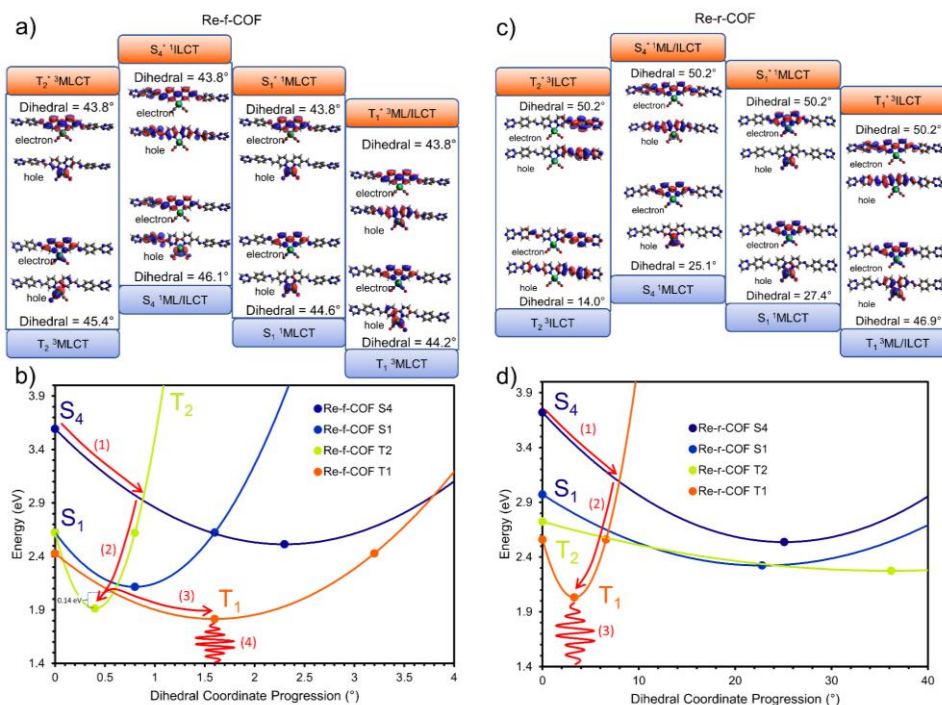 a)
Re-f-COF
S4* 1ILCT
T2* 3MLCT
Dihedral = 43.8°
S1* 1MLCT
Dihedral = 43.8°
Dihedral = 43.8°
T1* 3ML/ILCT
electron
electron
electron
Dihedral = 43.8°
hole
hole
hole
electron
hole
electron
electron
electron
hole
hole
hole
electron
Dihedral = 46.1°
hole
Dihedral = 45.4°
S4 1ML/ILCT
Dihedral = 44.6°
Dihedral = 44.2°
T2 3MLCT
S1 1MLCT
T1 3MLCT
c)
Re-r-COF
S4* 1ML/ILCT
T2* 3ILCT
Dihedral = 50.2°
S1* 1MLCT
Dihedral = 50.2°
Dihedral = 50.2°
T1* 3ILCT
electron
electron
electron
Dihedral = 50.2°
hole
hole
hole
electron
hole
electron
electron
electron
hole
hole
hole
electron
Dihedral = 25.1°
hole
Dihedral = 14.0°
S4 1MLCT
Dihedral = 27.4°
Dihedral = 46.9°
T2 3ILCT
S1 1MLCT
T1 3ML/ILCT
b)
Energy (eV)
3.9
3.4
2.9
2.4
1.9
1.4
S4
T2
S1
T1
(1)
(2)
(3)
(4)
0.14 eV
Re-f-COF S4
Re-f-COF S1
Re-f-COF T2
Re-f-COF T1
0 0.5 1 1.5 2 2.5 3 3.5 4
Dihedral Coordinate Progression (°)
d)
Energy (eV)
3.9
3.4
2.9
2.4
1.9
1.4
S4
S1
T2
T1
(1)
(2)
(3)
Re-r-COF S4
Re-r-COF S1
Re-r-COF T2
Re-r-COF T1
0 10 20 30 40
Dihedral Coordinate Progression (°)